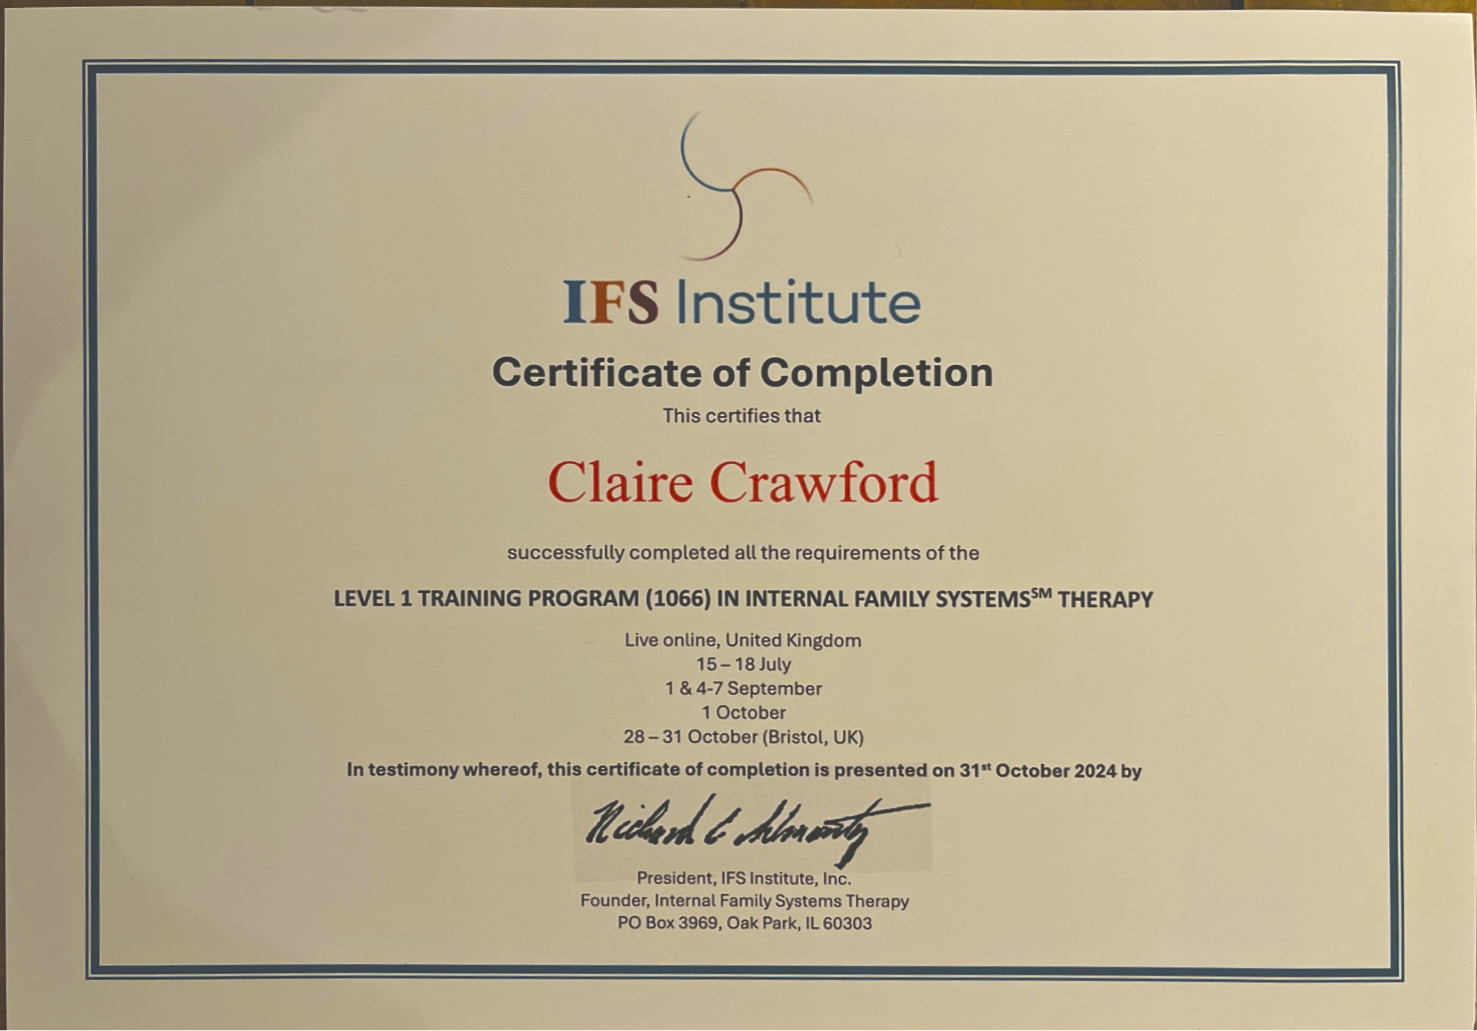 IFS Institute
Certificate of Completion
This certifies that
Claire Crawford
successfully completed all the requirements of the
LEVEL 1 TRAINING PROGRAM (1066) IN INTERNAL FAMILY SYSTEMS℠ THERAPY
Live online, United Kingdom
15 – 18 July
1 & 4-7 September
1 October
28 – 31 October (Bristol, UK)
In testimony whereof, this certificate of completion is presented on 31st October 2024 by
President, IFS Institute, Inc.
Founder, Internal Family Systems Therapy
PO Box 3969, Oak Park, IL 60303